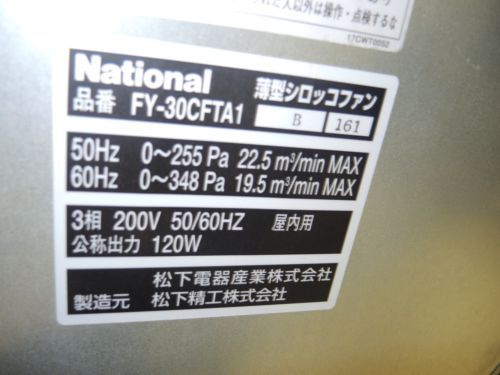 れた人以外は操作・点検するな
17CWT0052
National 薄型シロッコファン
品番 FY-30CFTA1 B 161
50Hz 0～255 Pa 22.5 m³/min MAX
60Hz 0～348 Pa 19.5 m³/min MAX
3相 200V 50/60HZ 屋内用
公称出力 120W
松下電器産業株式会社
製造元 松下精工株式会社